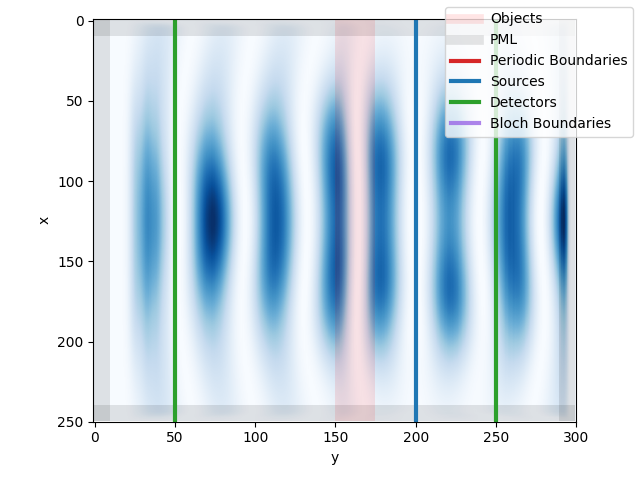 Objects
PML
Periodic Boundaries
Sources
Detectors
Bloch Boundaries
0
50
100
150
200
250
x
0 50 100 150 200 250 300
y